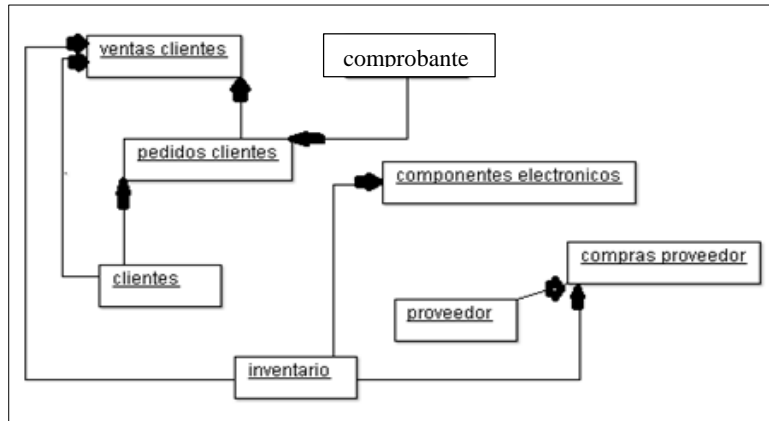 ventas clientes
comprobante
pedidos clientes
componentes electronicos
compras proveedor
clientes
proveedor
inventario